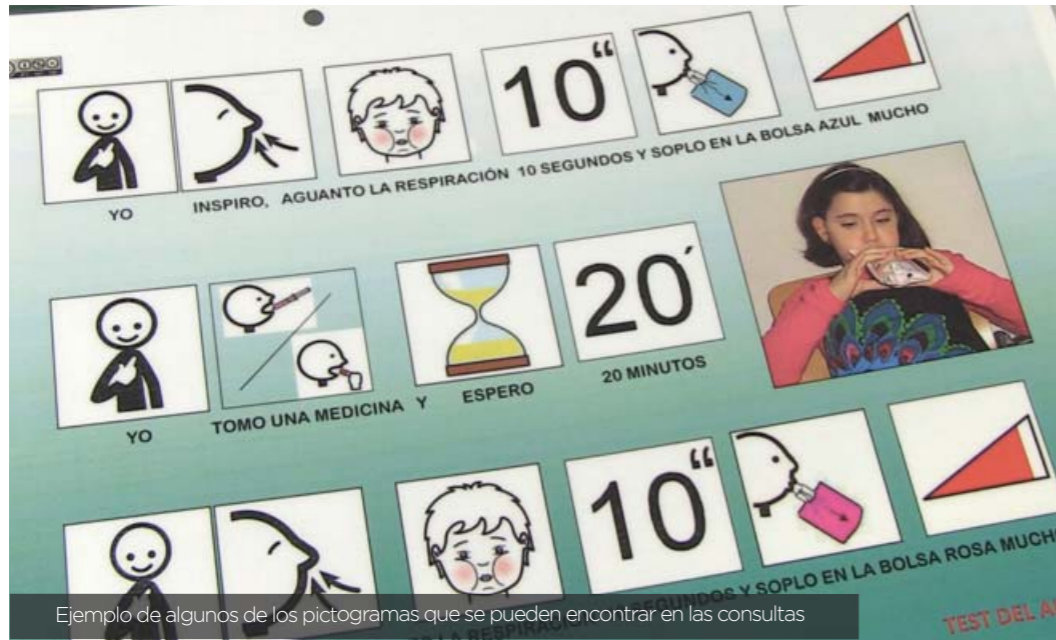 10 “
YO INSPIRO, AGUANTO LA RESPIRACIÓN 10 SEGUNDOS Y SOPLO EN LA BOLSA AZUL MUCHO
20 ′
YO TOMO UNA MEDICINA Y ESPERO 20 MINUTOS
10 “
LA RESPIRACIÓN SEGUNDOS Y SOPLO EN LA BOLSA ROSA
TEST DEL
Ejemplo de algunos de los pictogramas que se pueden encontrar en las consultas